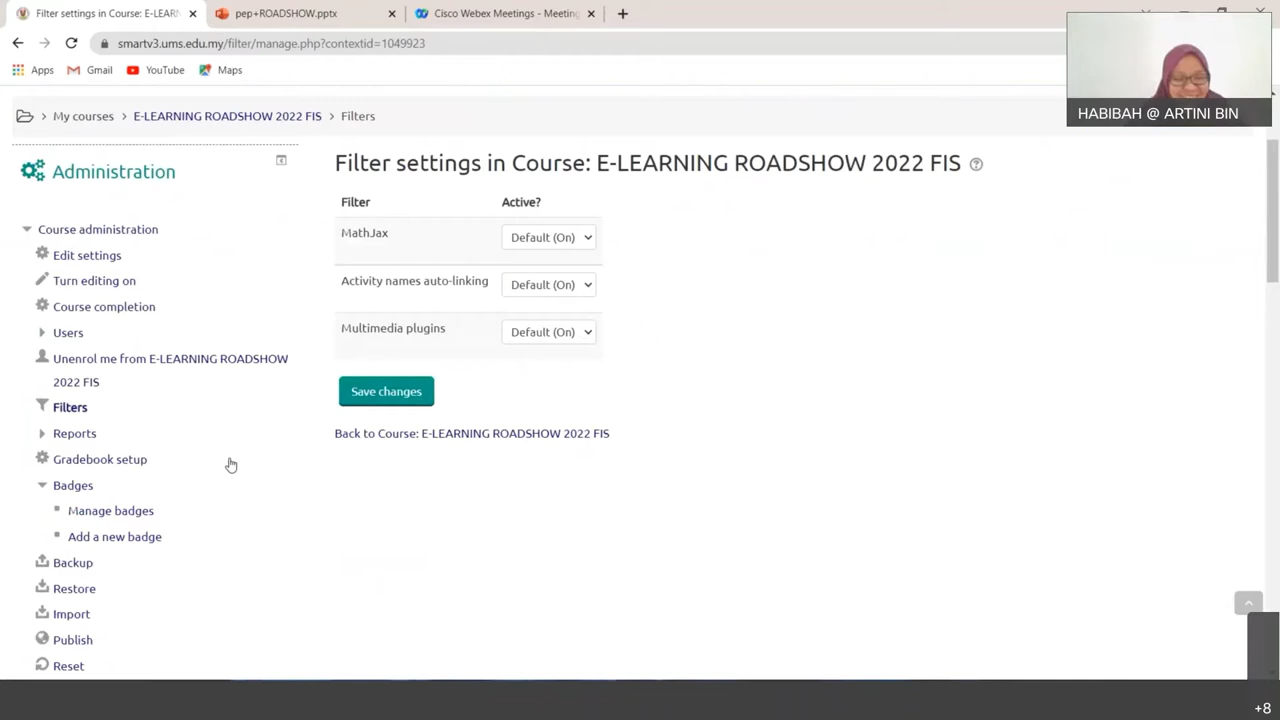 Filter settings in Course: E-LEARN
pep+ROADSHOW.pptx
Cisco Webex Meetings - Meeting
smartv3.ums.edu.my/filter/manage.php?contextid=1049923
Apps
Gmail
YouTube
Maps
HABIBAH @ ARTINI BIN
My courses
E-LEARNING ROADSHOW 2022 FIS
Filters
Administration
Course administration
Edit settings
Turn editing on
Course completion
Users
Unenrol me from E-LEARNING ROADSHOW
2022 FIS
Filters
Reports
Gradebook setup
Badges
Manage badges
Add a new badge
Backup
Restore
Import
Publish
Reset
Filter settings in Course: E-LEARNING ROADSHOW 2022 FIS
Filter Active?
MathJax Default (On)
Activity names auto-linking Default (On)
Multimedia plugins Default (On)
Save changes
Back to Course: E-LEARNING ROADSHOW 2022 FIS
+8